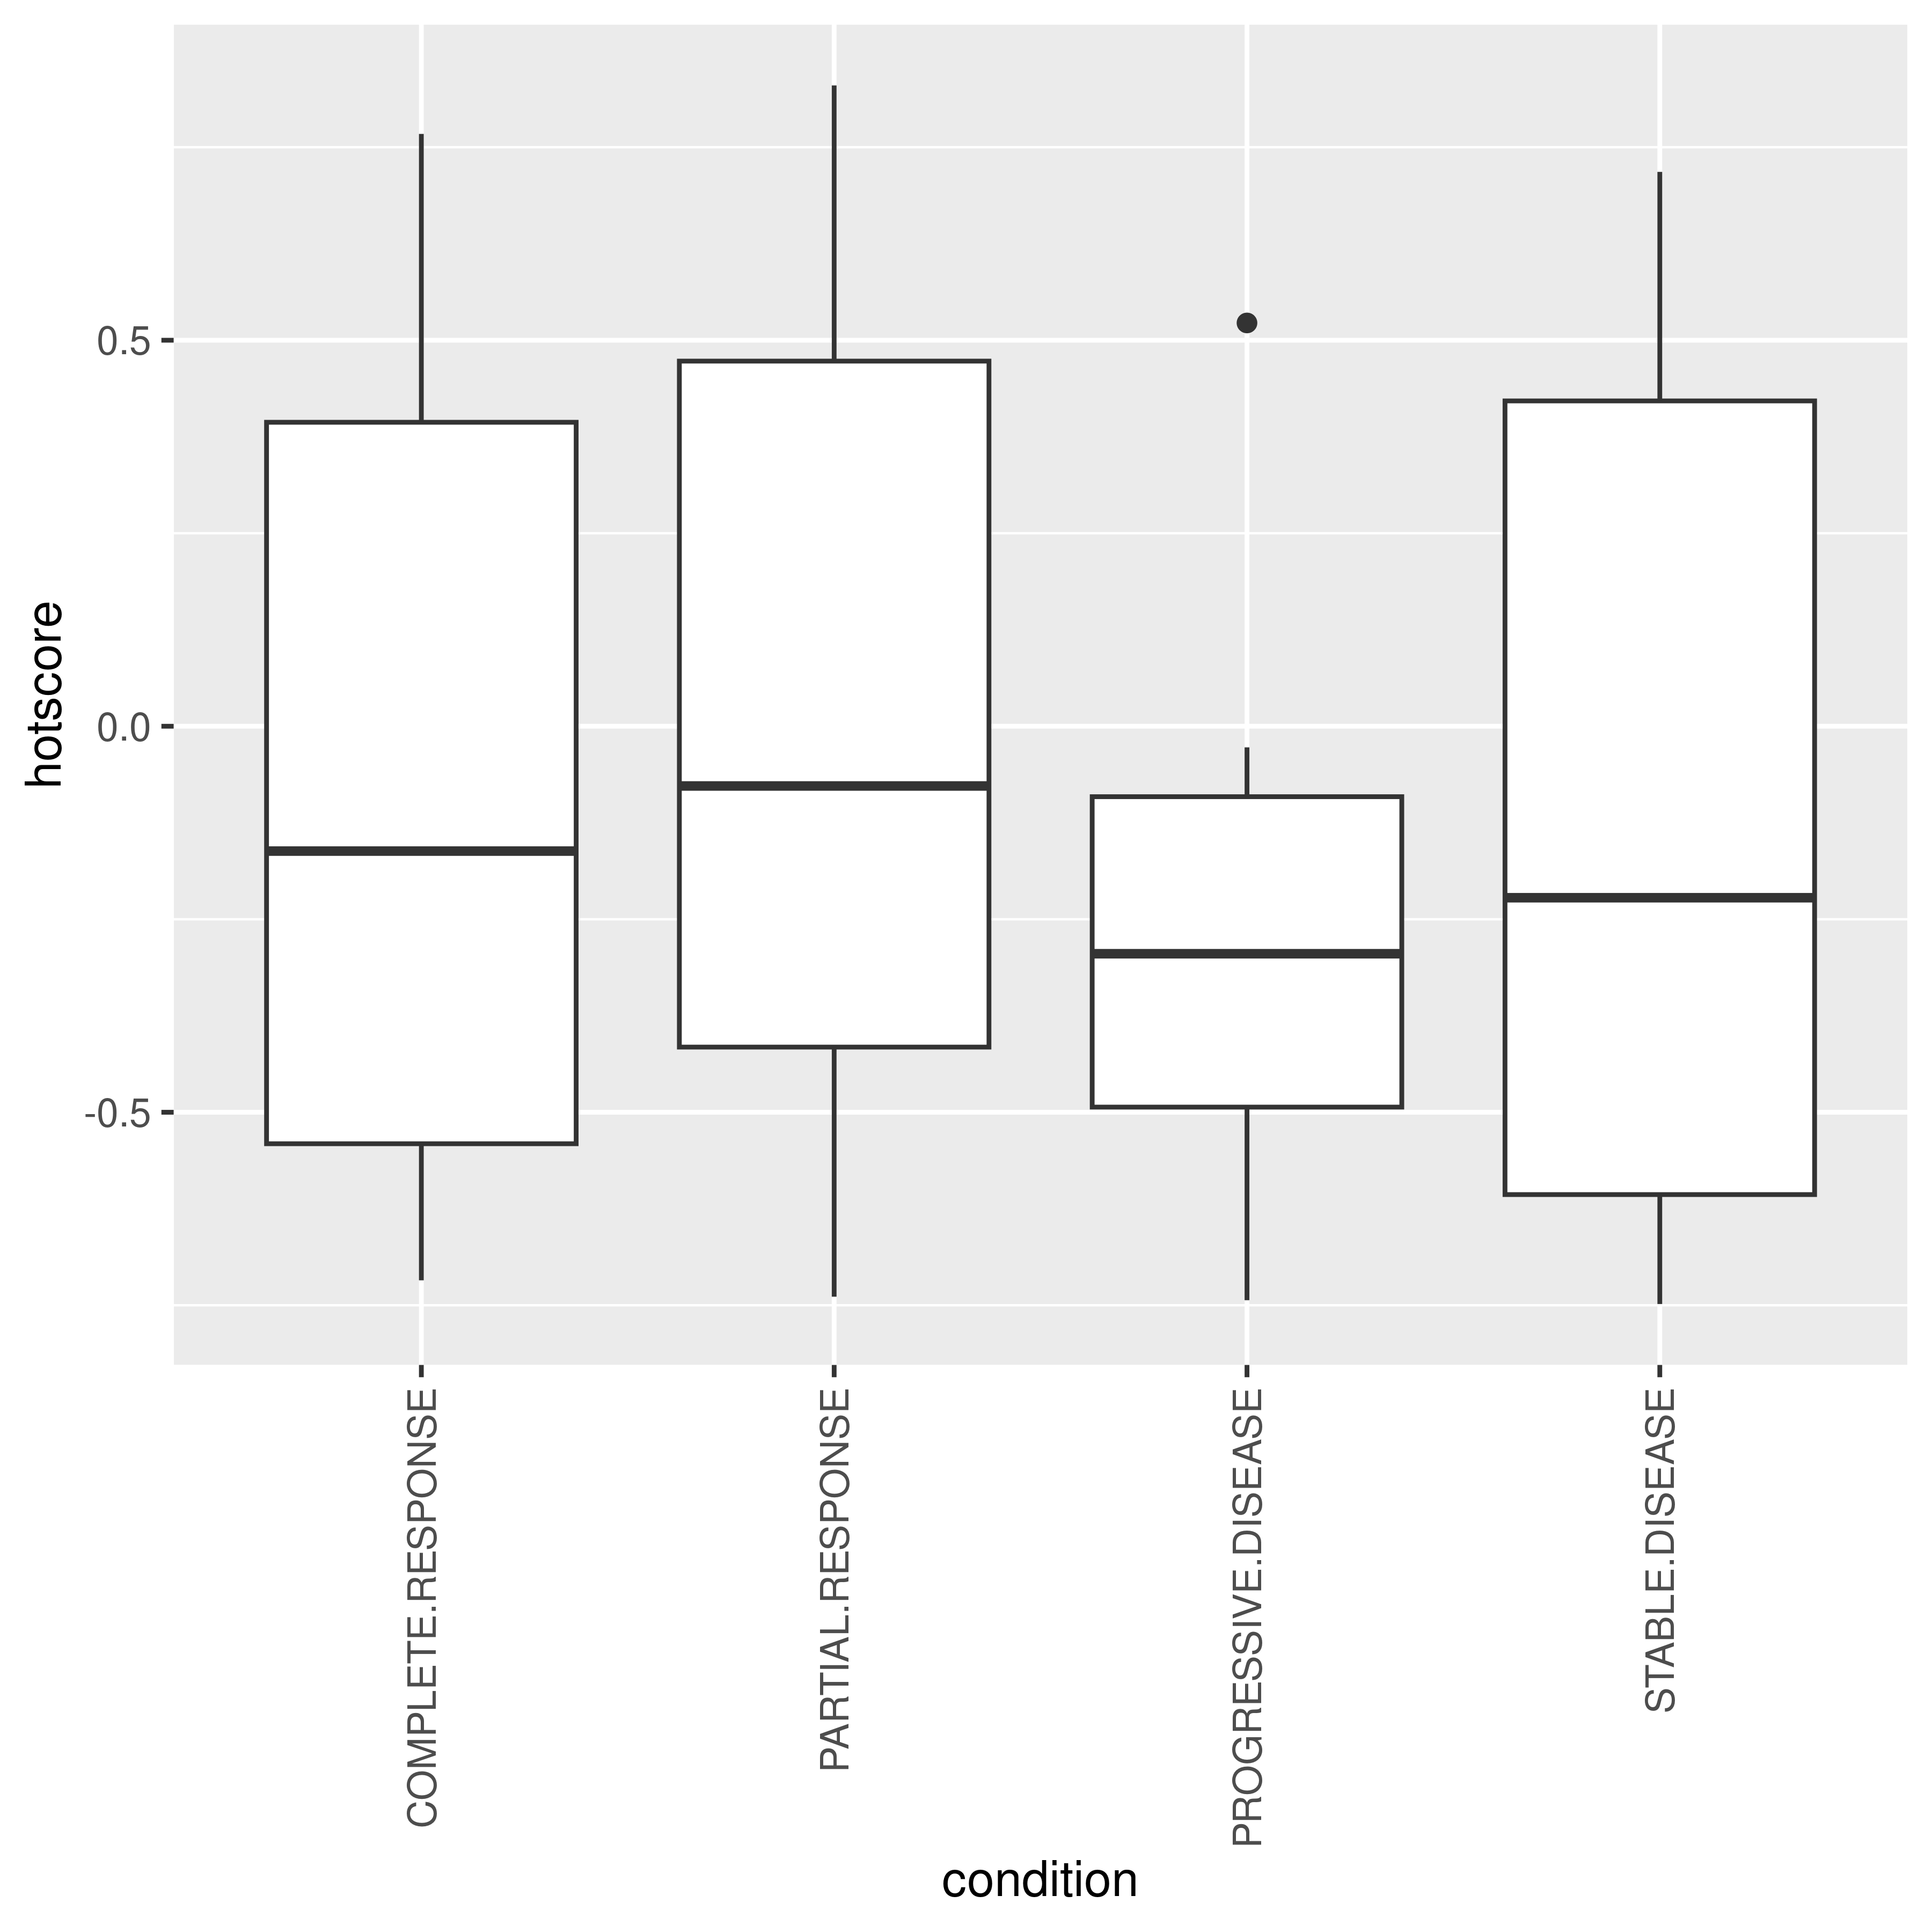 hotscore
0.5
0.0
-0.5
COMPLETE.RESPONSE
PARTIAL.RESPONSE
PROGRESSIVE.DISEASE
STABLE.DISEASE
condition